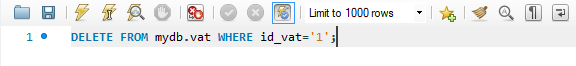 Limit to 1000 rows
1 DELETE FROM mydb.vat WHERE id_vat='1';